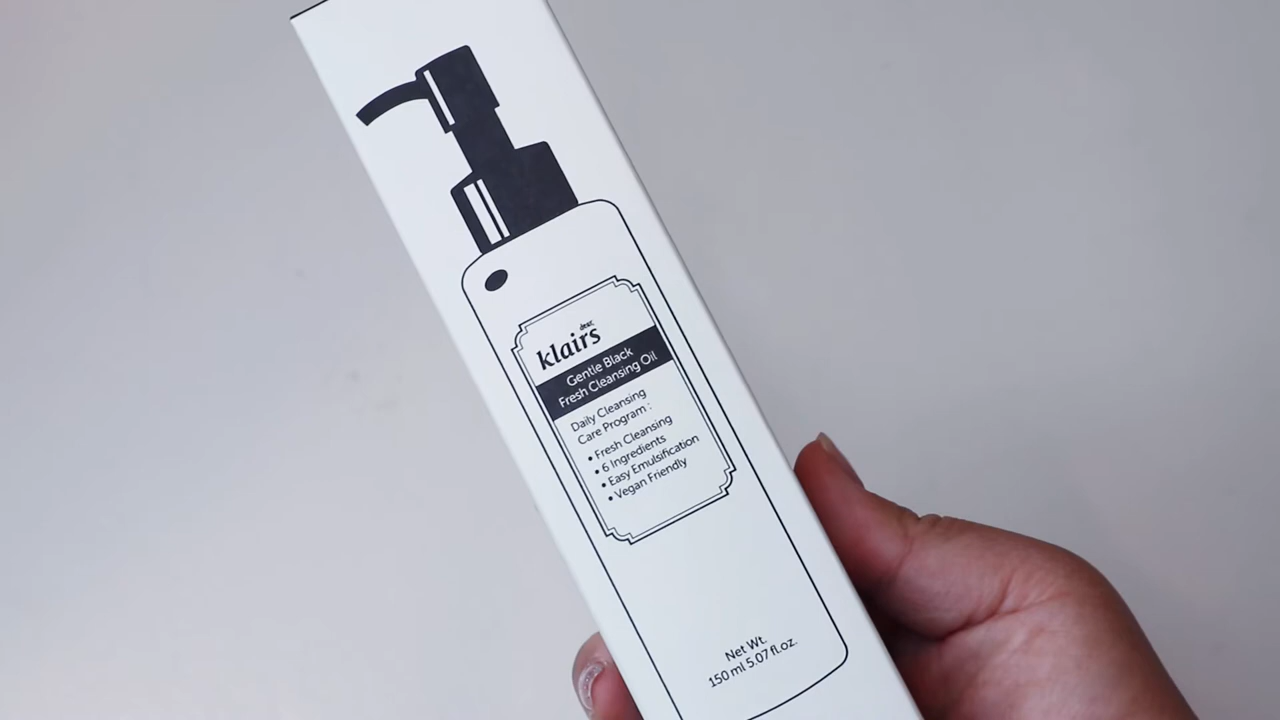 dear,
klairs
Gentle Black
Fresh Cleansing Oil
Daily Cleansing
Care Program :
• Fresh Cleansing
• 6 Ingredients
• Easy Emulsification
• Vegan Friendly
Net Wt.
150 ml 5.07 fl.oz.